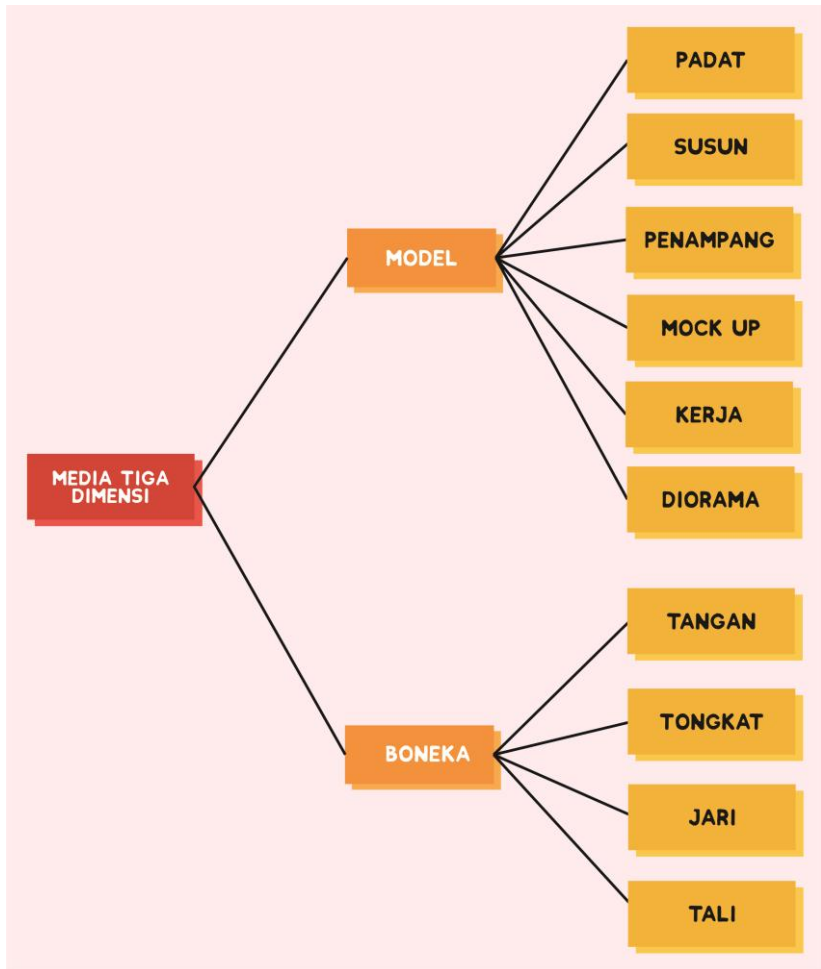 MEDIA TIGA
DIMENSI
MODEL
PADAT
SUSUN
PENAMPANG
MOCK UP
KERJA
DIORAMA
BONEKA
TANGAN
TONGKAT
JARI
TALI